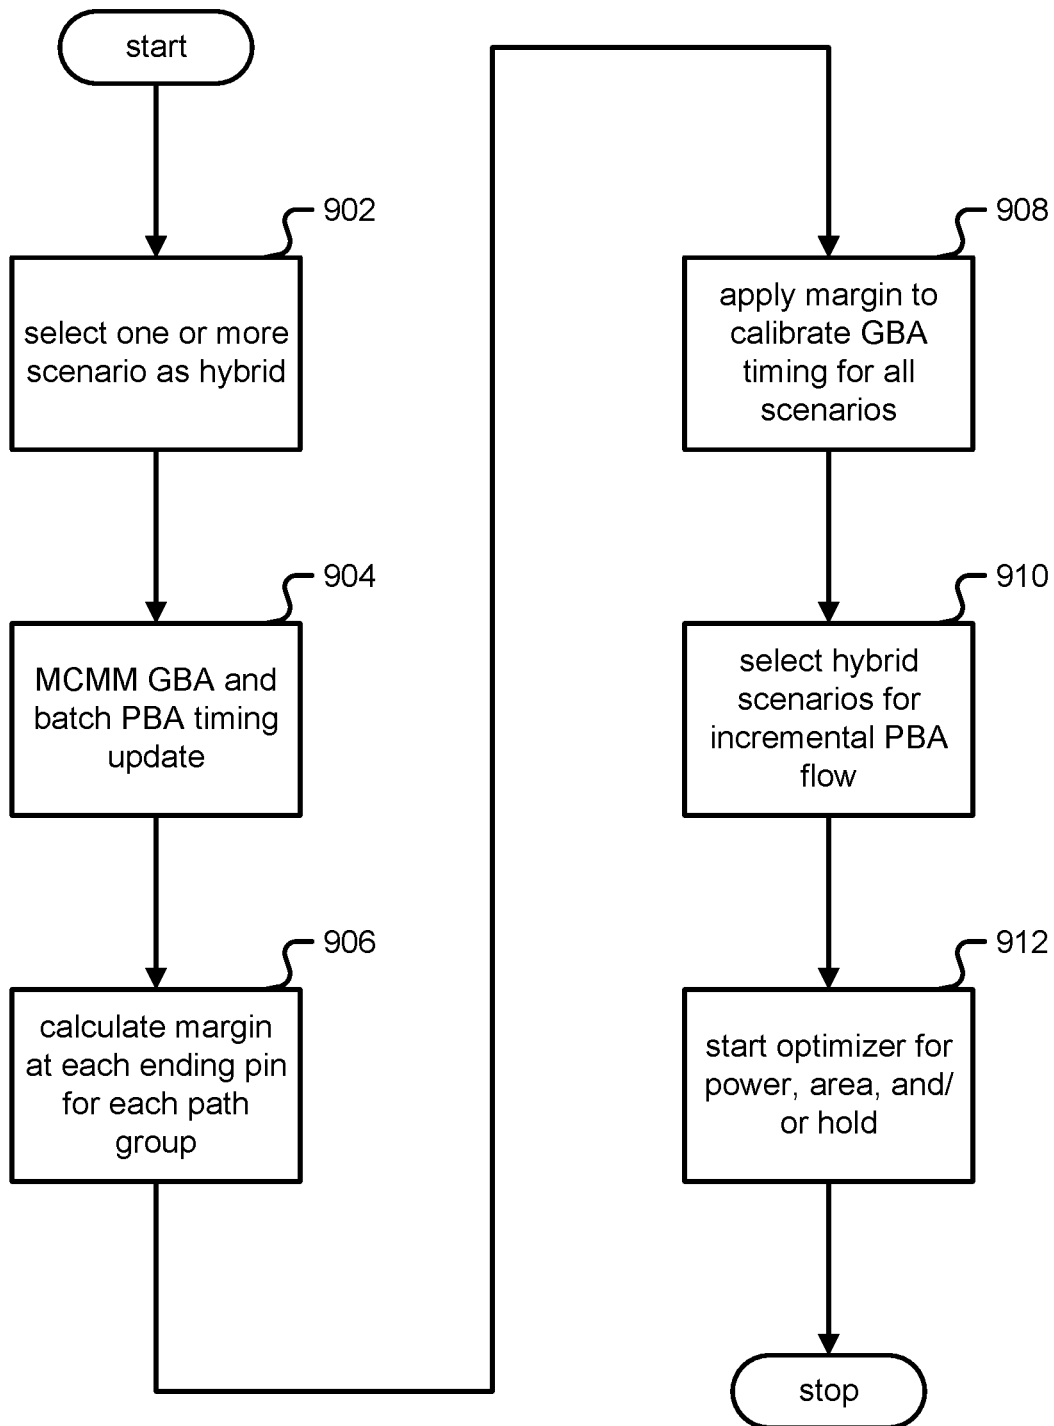 start
902
select one or more
scenario as hybrid
904
MCMM GBA and
batch PBA timing
update
906
calculate margin
at each ending pin
for each path
group
908
apply margin to
calibrate GBA
timing for all
scenarios
910
select hybrid
scenarios for
incremental PBA
flow
912
start optimizer for
power, area, and/
or hold
stop